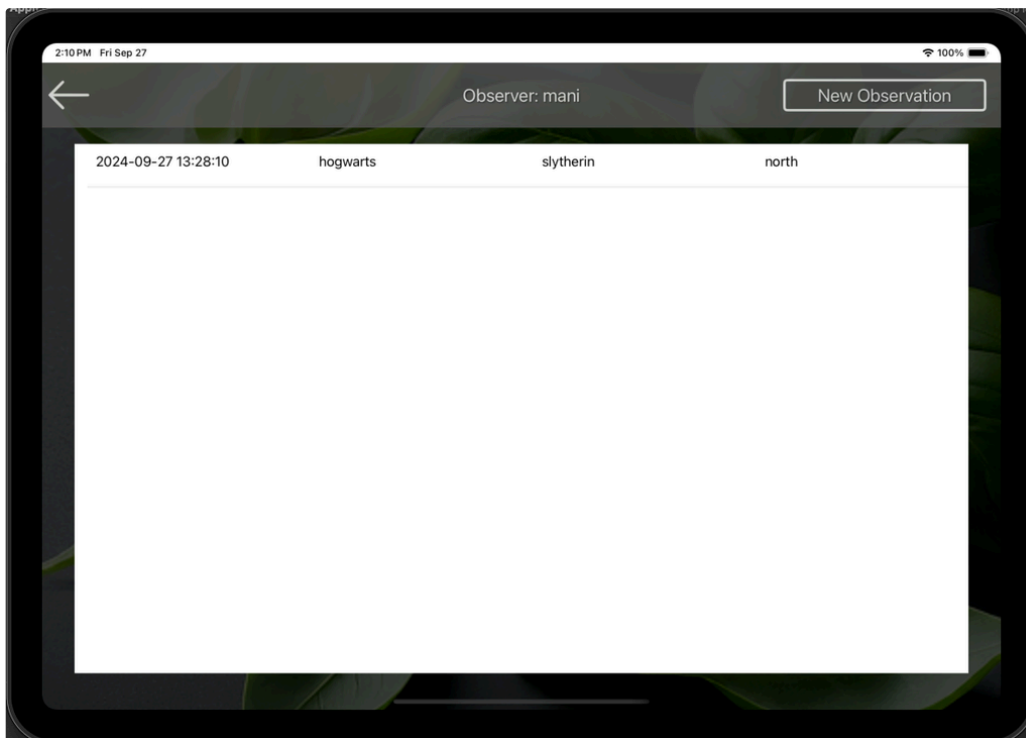 2:10 PM Fri Sep 27
100%
Observer: mani
New Observation
2024-09-27 13:28:10 hogwarts slytherin north